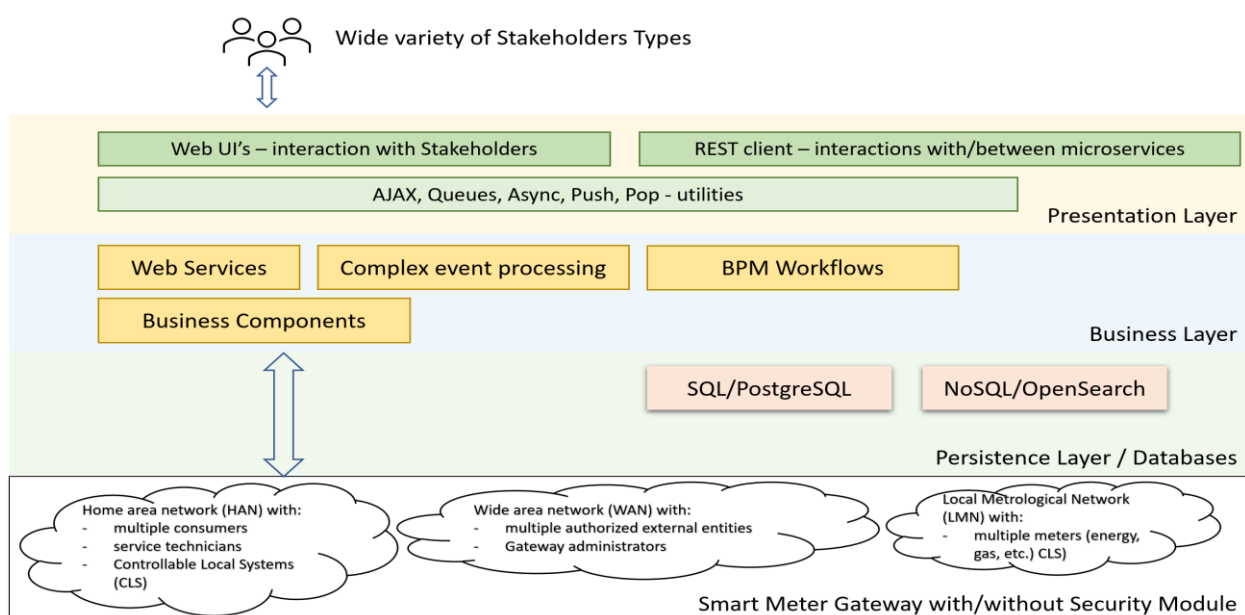 Wide variety of Stakeholders Types
Web UI's – interaction with Stakeholders
REST client – interactions with/between microservices
AJAX, Queues, Async, Push, Pop - utilities
Presentation Layer
Web Services
Complex event processing
BPM Workflows
Business Components
Business Layer
SQL/PostgreSQL
NoSQL/OpenSearch
Persistence Layer / Databases
Home area network (HAN) with:
- multiple consumers
- service technicians
- Controllable Local Systems
(CLS)
Wide area network (WAN) with:
- multiple authorized external entities
- Gateway administrators
Local Metrological Network
(LMN) with:
- multiple meters (energy,
gas, etc.) CLS)
Smart Meter Gateway with/without Security Module